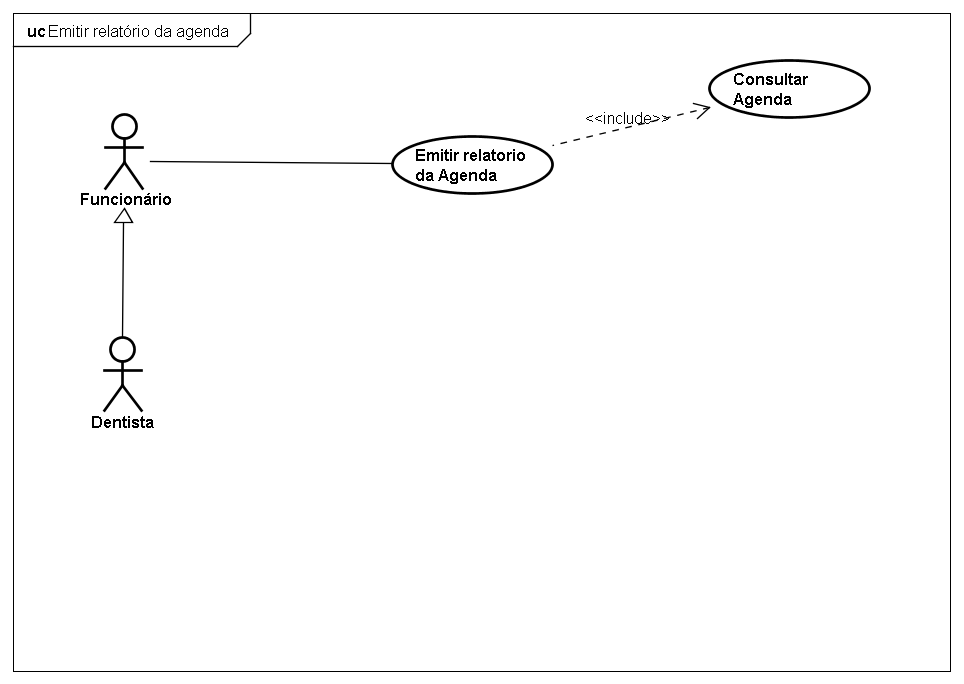 uc Emitir relatório da agenda
Consultar
Agenda
<<include>>
Emitir relatorio
da Agenda
Funcionário
Dentista